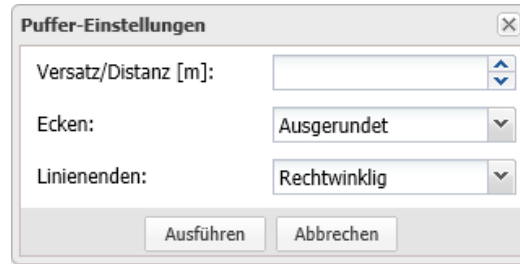 Puffer-Einstellungen
Versatz/Distanz [m]:
Ecken: Ausgerundet
Linienenden: Rechtwinklig
Ausführen Abbrechen